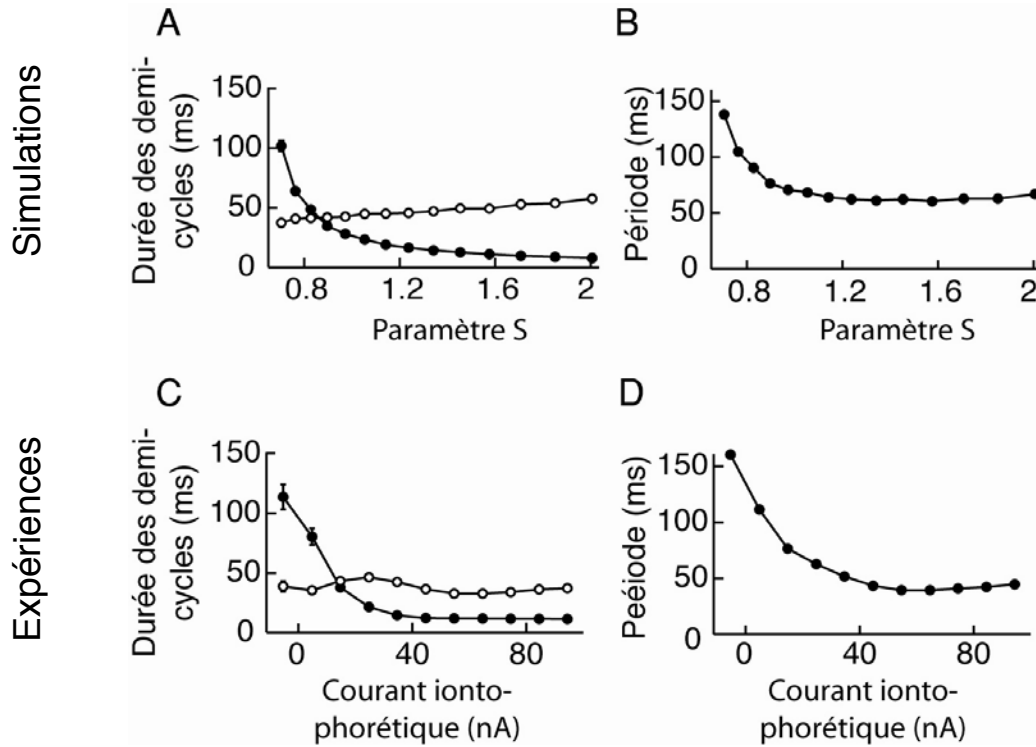 Simulations
A
Durée des demi-
cycles (ms)
150
100
50
0
0.8
1.2
1.6
2
Paramètre S
B
Période (ms)
150
100
50
0
0.8
1.2
1.6
2
Paramètre S
Expériences
C
Durée des demi-
cycles (ms)
150
100
50
0
0
40
80
Courant ionto-
phorétique (nA)
D
Peéiode (ms)
150
100
50
0
0
40
80
Courant ionto-
phorétique (nA)